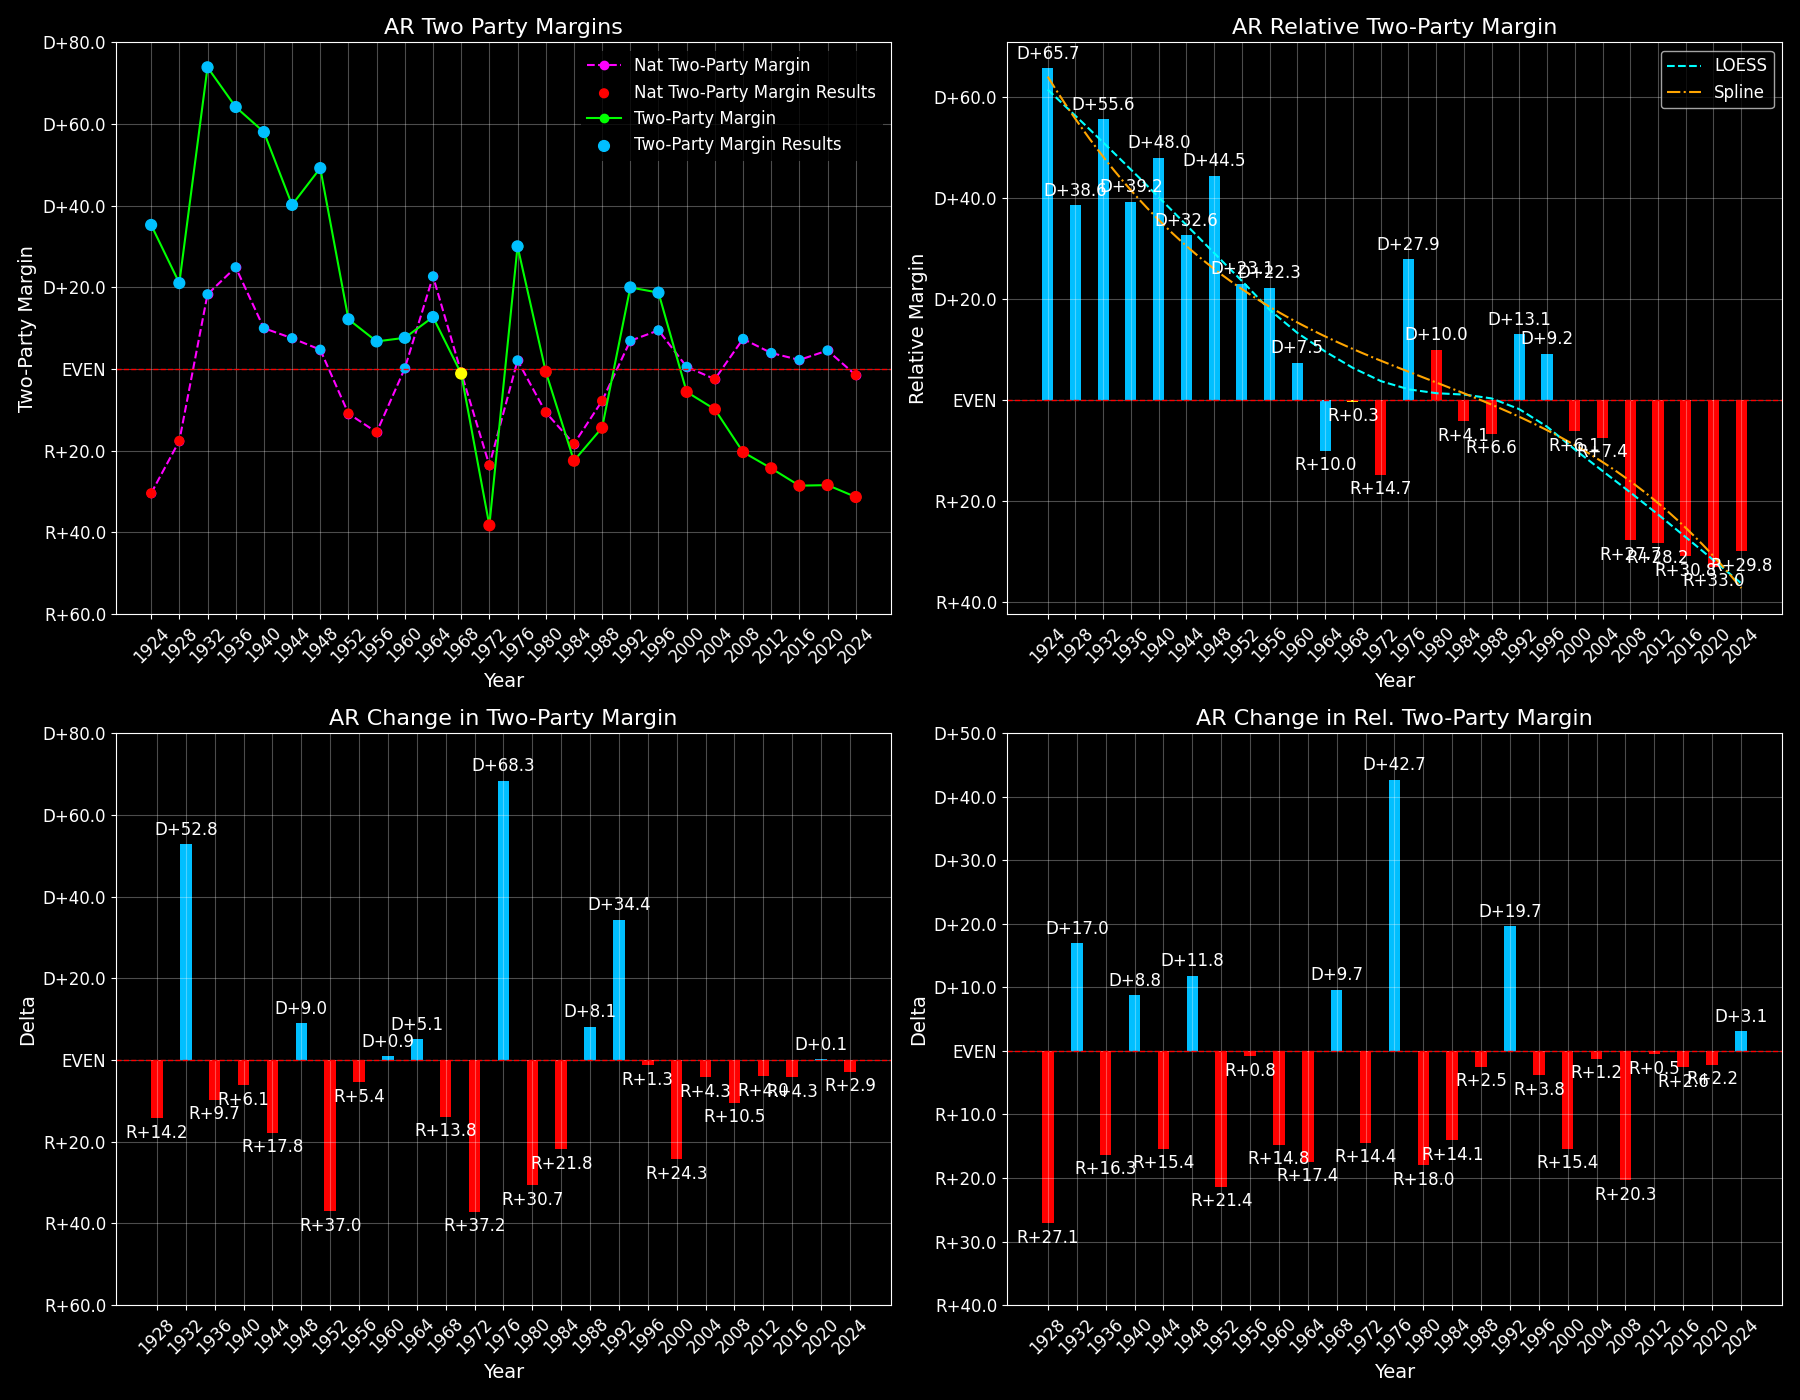 AR Two Party Margins
D+80.0
D+60.0
D+40.0
D+20.0
EVEN
R+20.0
R+40.0
R+60.0
Two-Party Margin
Nat Two-Party Margin
Nat Two-Party Margin Results
Two-Party Margin
Two-Party Margin Results
1924
1928
1932
1936
1940
1944
1948
1952
1956
1960
1964
1968
1972
1976
1980
1984
1988
1992
1996
2000
2004
2008
2012
2016
2020
2024
Year
AR Relative Two-Party Margin
D+60.0
D+40.0
D+20.0
EVEN
R+20.0
R+40.0
Relative Margin
LOESS
Spline
D+65.7
D+38.6
D+55.6
D+39.2
D+48.0
D+32.6
D+44.5
D+23.1
D+22.3
D+7.5
R+10.0
R+0.3
R+14.7
D+27.9
D+10.0
R+4.1
R+6.6
D+13.1
D+9.2
R+6.1
R+7.4
R+27.7
R+28.2
R+30.8
R+33.0
R+29.8
1924
1928
1932
1936
1940
1944
1948
1952
1956
1960
1964
1968
1972
1976
1980
1984
1988
1992
1996
2000
2004
2008
2012
2016
2020
2024
Year
AR Change in Two-Party Margin
D+80.0
D+60.0
D+40.0
D+20.0
EVEN
R+20.0
R+40.0
R+60.0
Delta
R+14.2
D+52.8
R+9.7
R+6.1
R+17.8
D+9.0
R+37.0
R+5.4
D+0.9
D+5.1
R+13.8
R+37.2
D+68.3
R+30.7
R+21.8
D+8.1
D+34.4
R+1.3
R+24.3
R+4.3
R+10.5
R+4.0
R+4.3
D+0.1
R+2.9
1928
1932
1936
1940
1944
1948
1952
1956
1960
1964
1968
1972
1976
1980
1984
1988
1992
1996
2000
2004
2008
2012
2016
2020
2024
Year
AR Change in Rel. Two-Party Margin
D+50.0
D+40.0
D+30.0
D+20.0
D+10.0
EVEN
R+10.0
R+20.0
R+30.0
R+40.0
Delta
R+27.1
D+17.0
R+16.3
D+8.8
R+15.4
D+11.8
R+21.4
R+0.8
R+14.8
R+17.4
D+9.7
R+14.4
D+42.7
R+18.0
R+14.1
R+2.5
D+19.7
R+3.8
R+15.4
R+1.2
R+20.3
R+0.5
R+2.6
R+2.2
D+3.1
1928
1932
1936
1940
1944
1948
1952
1956
1960
1964
1968
1972
1976
1980
1984
1988
1992
1996
2000
2004
2008
2012
2016
2020
2024
Year